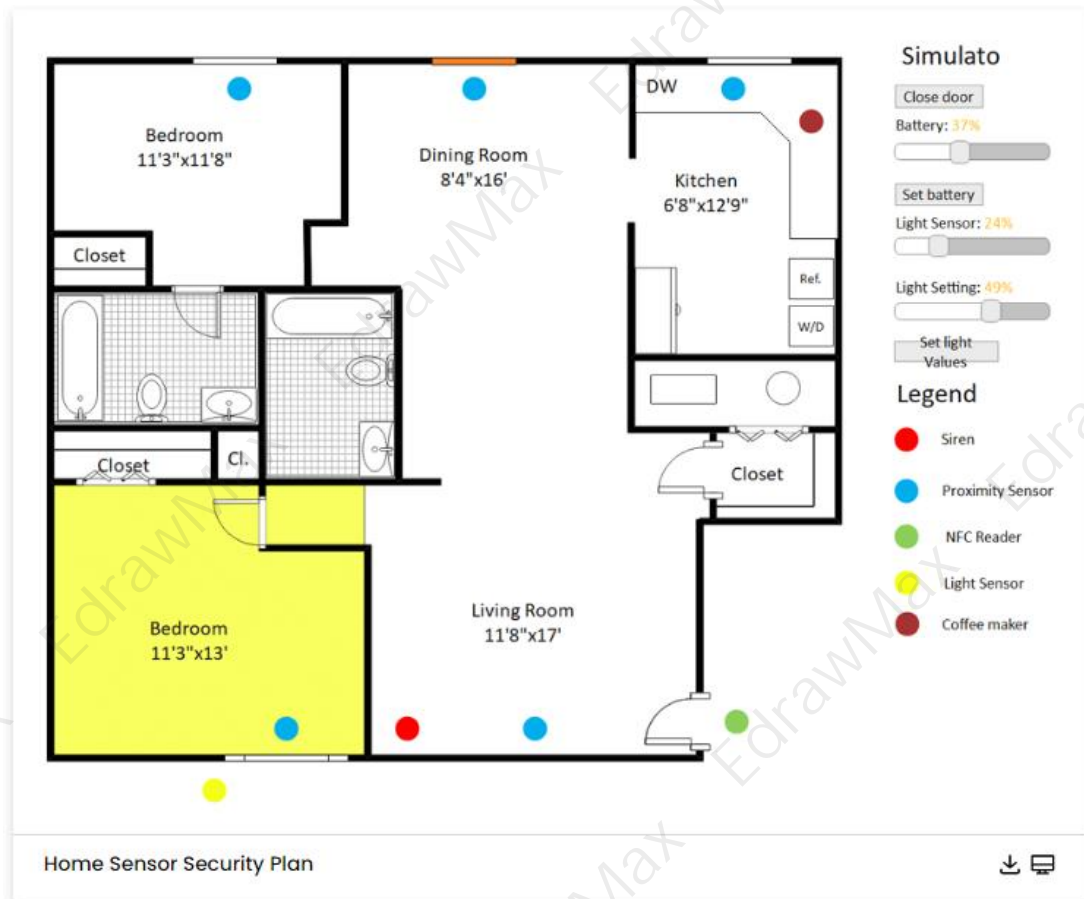 Simulato
Close door
Battery: 37%
Set battery
Light Sensor: 24%
Light Setting: 49%
Set light
Values
Legend
Siren
Proximity Sensor
NFC Reader
Light Sensor
Coffee maker
Bedroom
11'3"x11'8"
Dining Room
8'4"x16'
DW
Kitchen
6'8"x12'9"
Closet
Ref.
W/D
Closet
Cl.
Closet
Bedroom
11'3"x13'
Living Room
11'8"x17'
Home Sensor Security Plan
EdrawMax
EdrawMax
EdrawMax
EdrawMax